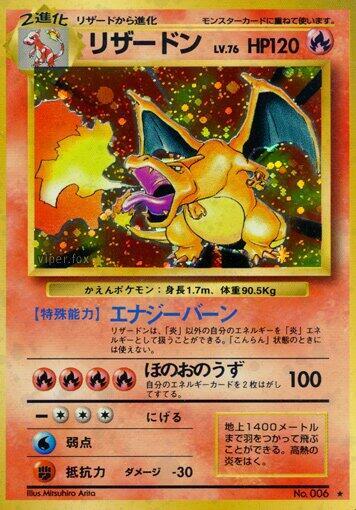 2進化 リザードから進化 モンスターカードに重ねて使います。
リザードン LV.76 HP120
viper.fox
かえんポケモン：身長1.7m、体重90.5Kg
【特殊能力】 エナジーバーン
リザードンは、「炎」以外の自分のエネルギーを「炎」エネ
ルギーとして扱うことができる。「こんらん」状態のときに
は使えない。
ほのおのうず 100
自分のエネルギーカードを2枚はが
してすてる。
にげる
弱点
抵抗力 ダメージ -30
地上1400メートル
まで羽をつかって飛ぶ
ことができる。高熱の
炎をはく。
Illus.Mitsuhiro Arita No.006 ★